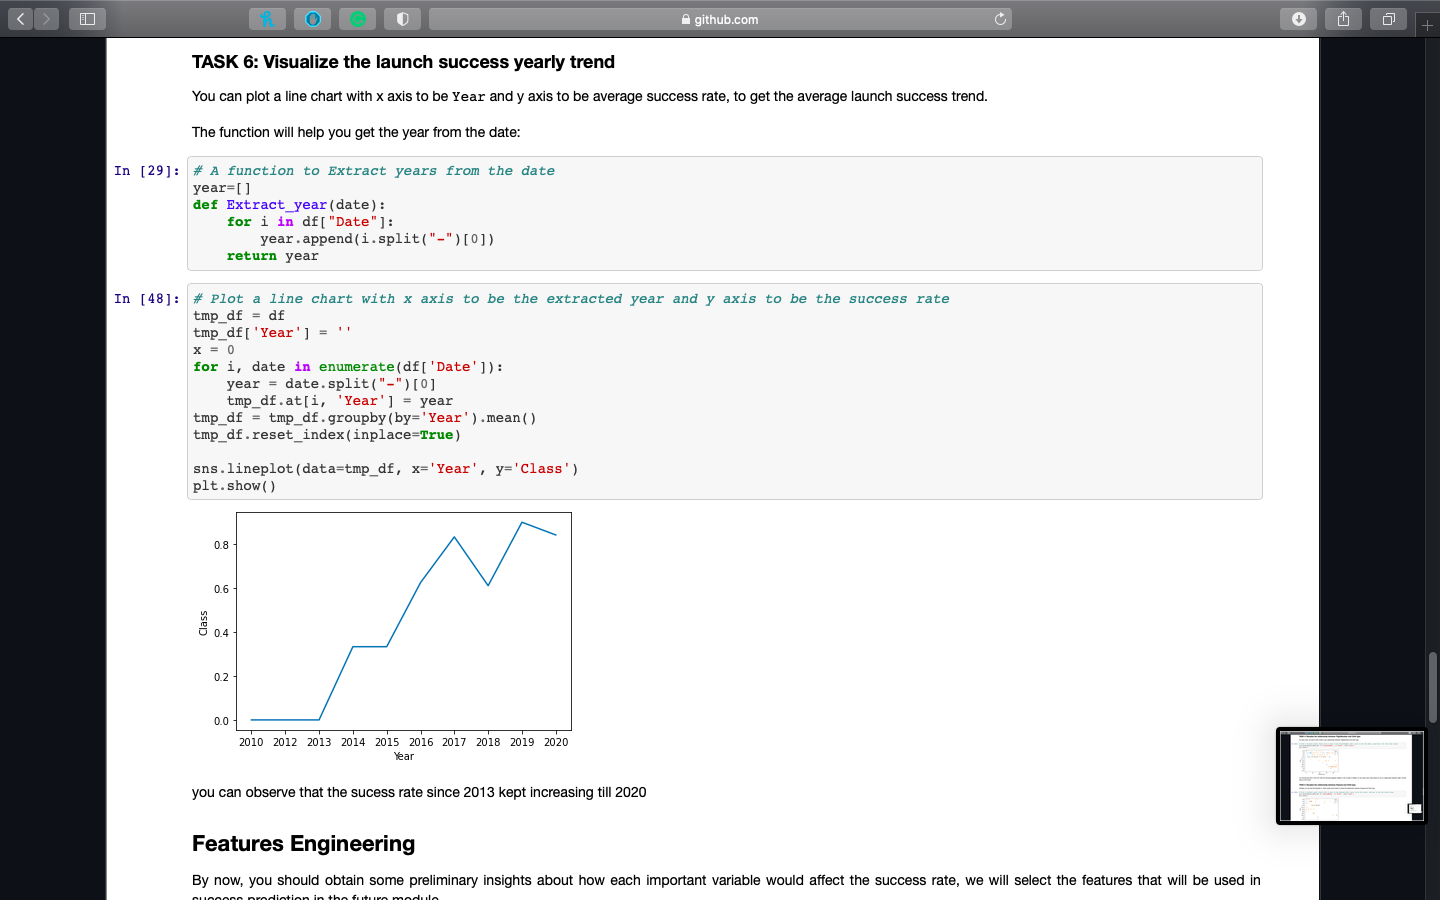 github.com
TASK 6: Visualize the launch success yearly trend
You can plot a line chart with x axis to be Year and y axis to be average success rate, to get the average launch success trend.
The function will help you get the year from the date:
In [29]: # A function to Extract years from the date
year=[]
def Extract_year(date):
    for i in df["Date"]:
        year.append(i.split("-")[0])
    return year
In [48]: # Plot a line chart with x axis to be the extracted year and y axis to be the success rate
tmp_df = df
tmp_df['Year'] = ''
x = 0
for i, date in enumerate(df['Date']):
    year = date.split("-")[0]
    tmp_df.at[i, 'Year'] = year
tmp_df = tmp_df.groupby(by='Year').mean()
tmp_df.reset_index(inplace=True)
sns.lineplot(data=tmp_df, x='Year', y='Class')
plt.show()
0.8
0.6
Class
0.4
0.2
0.0
2010 2012 2013 2014 2015 2016 2017 2018 2019 2020
Year
you can observe that the sucess rate since 2013 kept increasing till 2020
Features Engineering
By now, you should obtain some preliminary insights about how each important variable would affect the success rate, we will select the features that will be used in
success prediction in the future module.